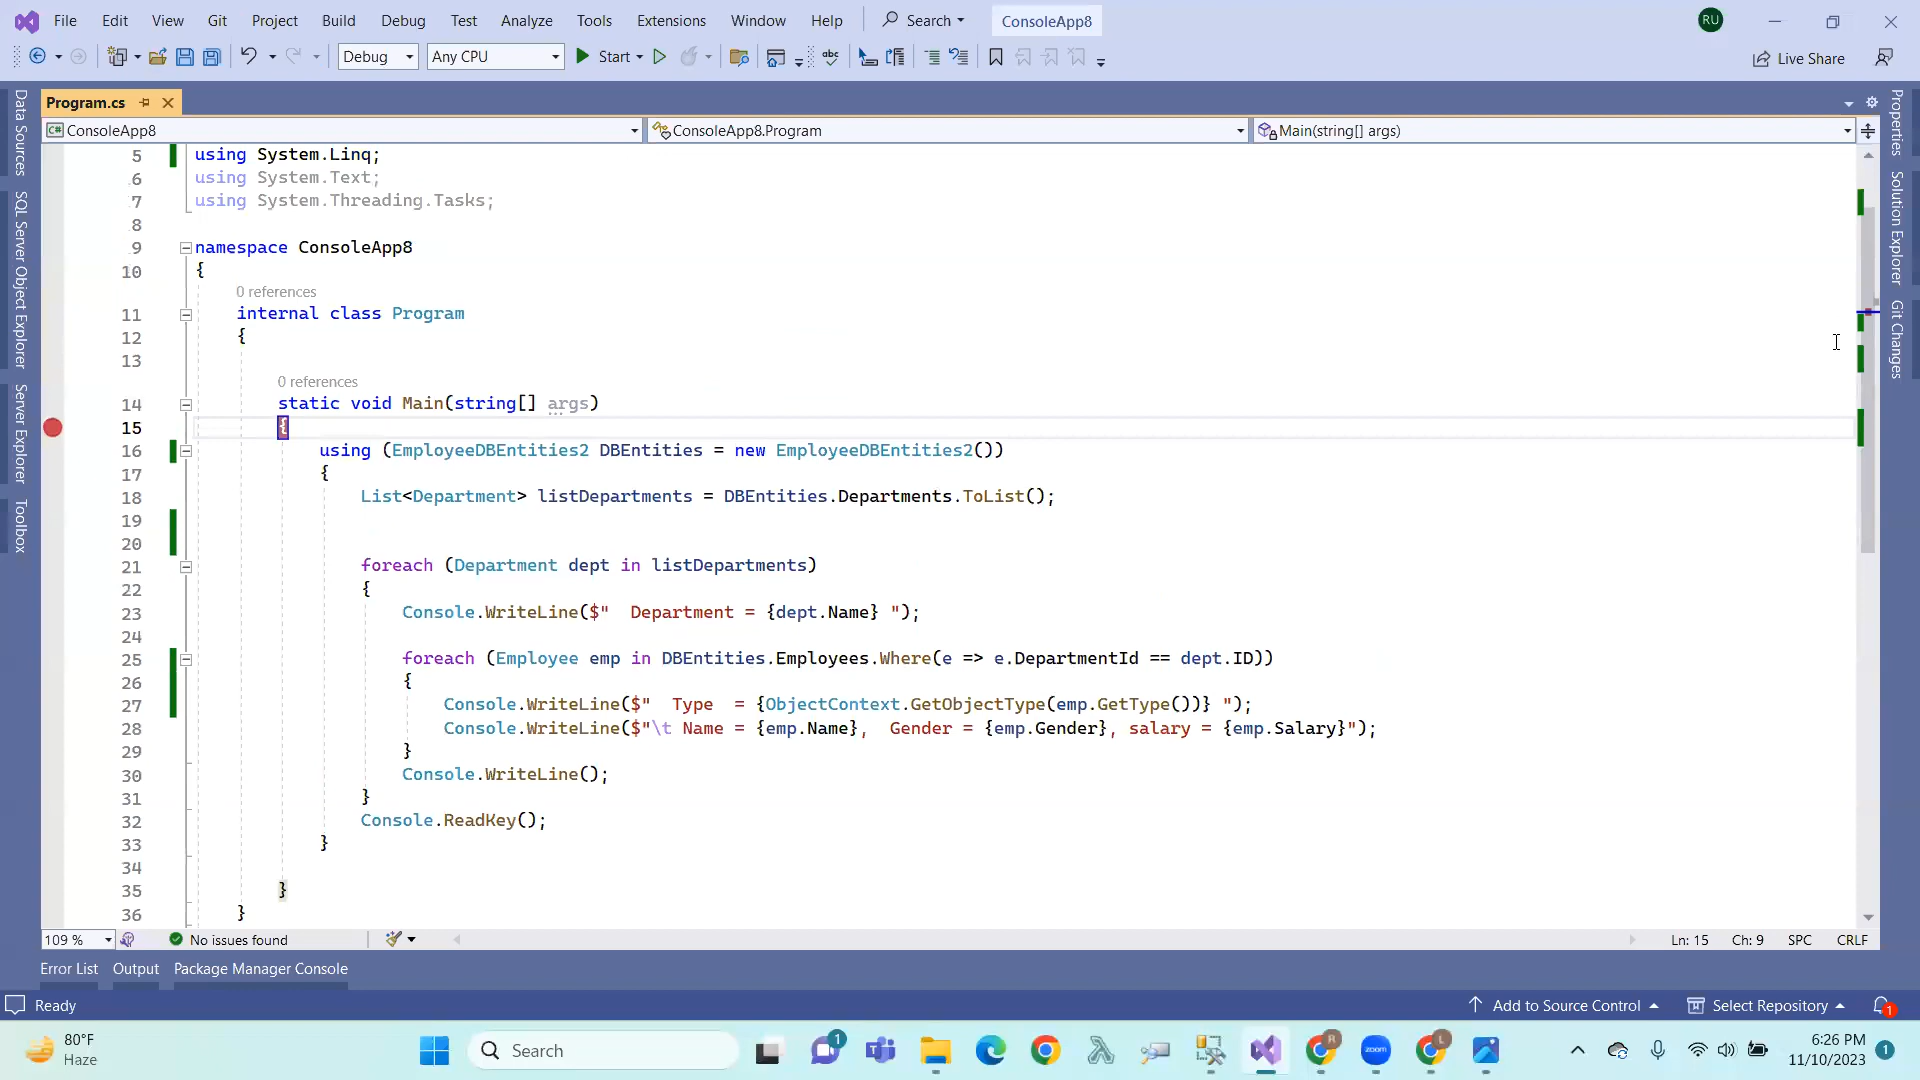 File Edit View Git Project Build Debug Test Analyze Tools Extensions Window Help Search ConsoleApp8 RU
Debug Any CPU Start abc Live Share
Program.cs
C# ConsoleApp8 ConsoleApp8.Program Main(string[] args)
Data Sources
SQL Server Object Explorer
Server Explorer
Toolbox
Properties
Solution Explorer
Git Changes
5 using System.Linq;
6 using System.Text;
7 using System.Threading.Tasks;
8
9 namespace ConsoleApp8
10 {
0 references
11 internal class Program
12 {
13
0 references
14 static void Main(string[] args)
15 {
16 using (EmployeeDBEntities2 DBEntities = new EmployeeDBEntities2())
17 {
18 List<Department> listDepartments = DBEntities.Departments.ToList();
19
20
21 foreach (Department dept in listDepartments)
22 {
23 Console.WriteLine($"  Department = {dept.Name} ");
24
25 foreach (Employee emp in DBEntities.Employees.Where(e => e.DepartmentId == dept.ID))
26 {
27 Console.WriteLine($"  Type  = {ObjectContext.GetObjectType(emp.GetType())} ");
28 Console.WriteLine($"\t Name = {emp.Name},  Gender = {emp.Gender}, salary = {emp.Salary}");
29 }
30 Console.WriteLine();
31 }
32 Console.ReadKey();
33 }
34
35 }
36 }
109 % No issues found Ln: 15 Ch: 9 SPC CRLF
Error List Output Package Manager Console
Ready Add to Source Control Select Repository 1
80°F
Haze
Search
1
R
zoom
L
6:26 PM
11/10/2023
1